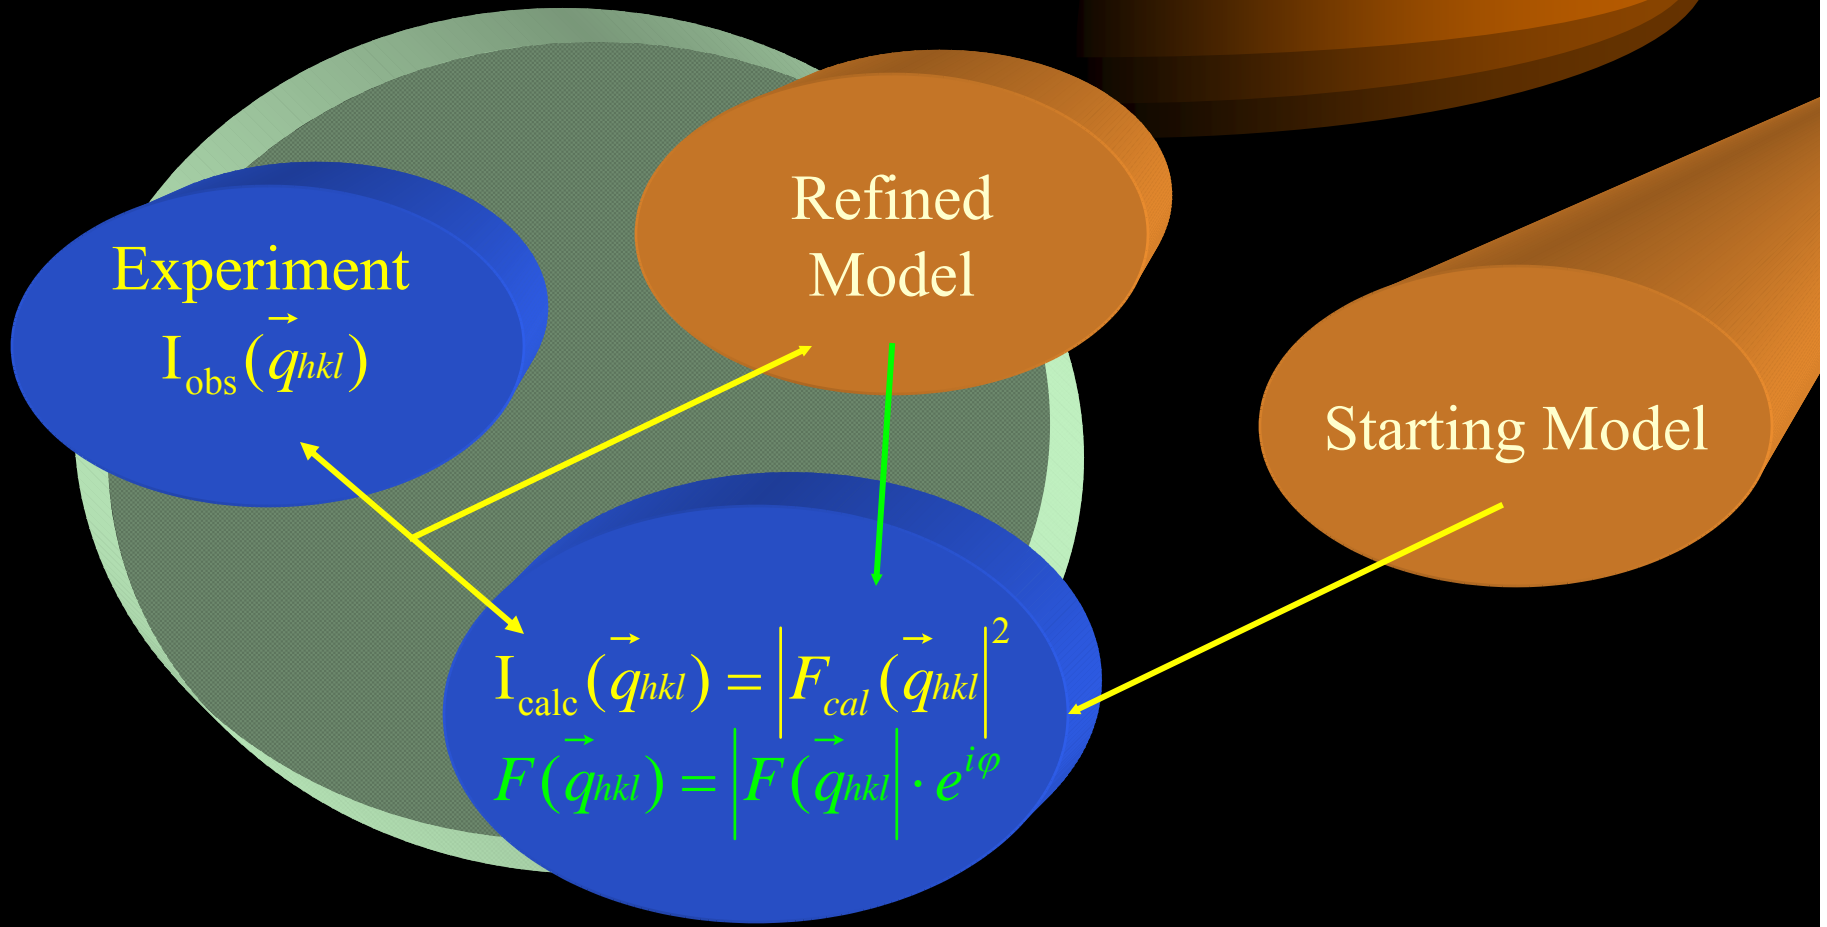 Experiment
I_obs(q⃗_hkl)
Refined
Model
Starting Model
I_calc(q⃗_hkl) = |F_cal(q⃗_hkl|²
F(q⃗_hkl) = |F(q⃗_hkl| · e^{iφ}